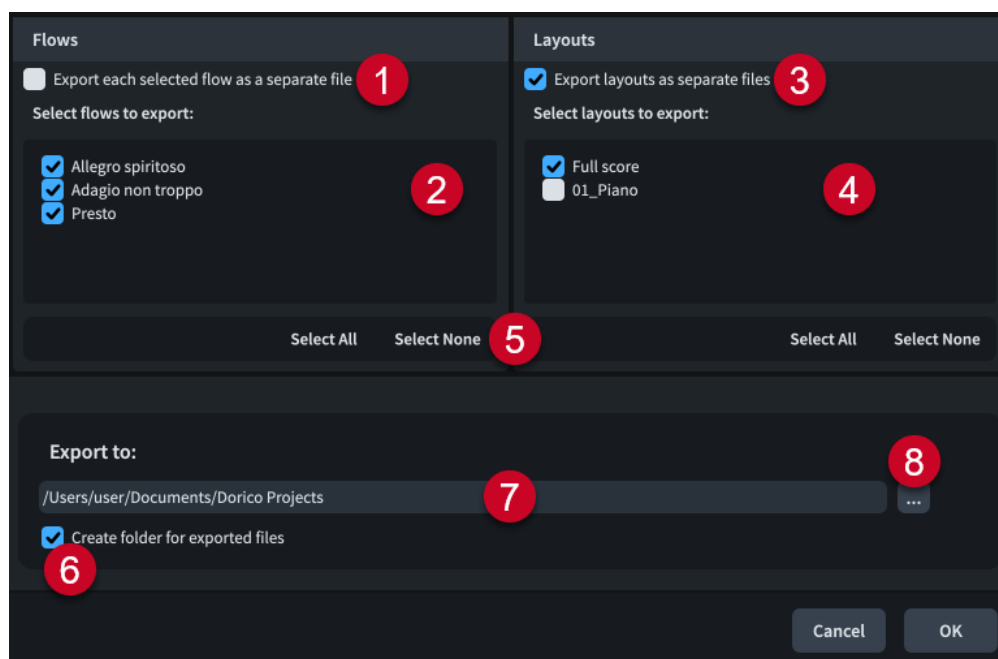 Flows
Export each selected flow as a separate file
1
Select flows to export:
Allegro spiritoso
Adagio non troppo
Presto
2
Select All Select None
5
Layouts
Export layouts as separate files
3
Select layouts to export:
Full score
01_Piano
4
Select All Select None
Export to:
8
/Users/user/Documents/Dorico Projects
7
...
Create folder for exported files
6
Cancel OK